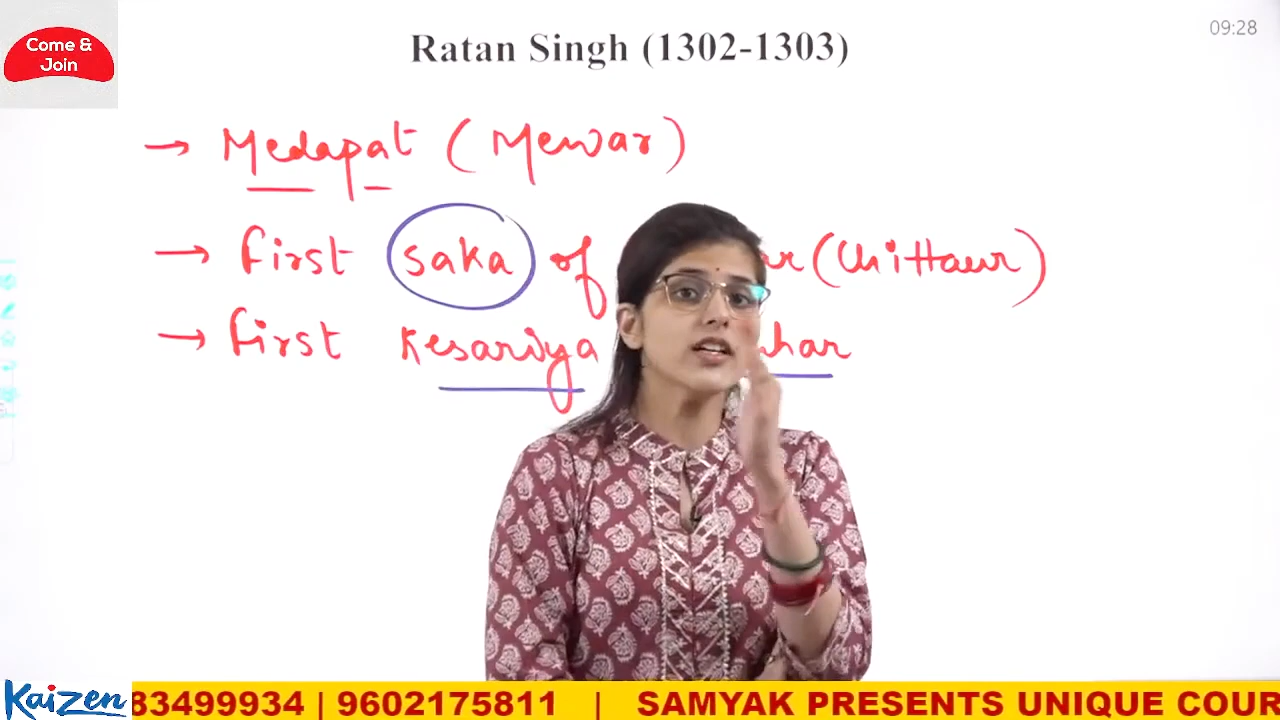 Come &
Join
09:28
Ratan Singh (1302-1303)
→ Medapat (Mewar)
→ First saka of (Chittaur)
→ First Kesariya
Kaizen 83499934 | 9602175811 | SAMYAK PRESENTS UNIQUE COUR